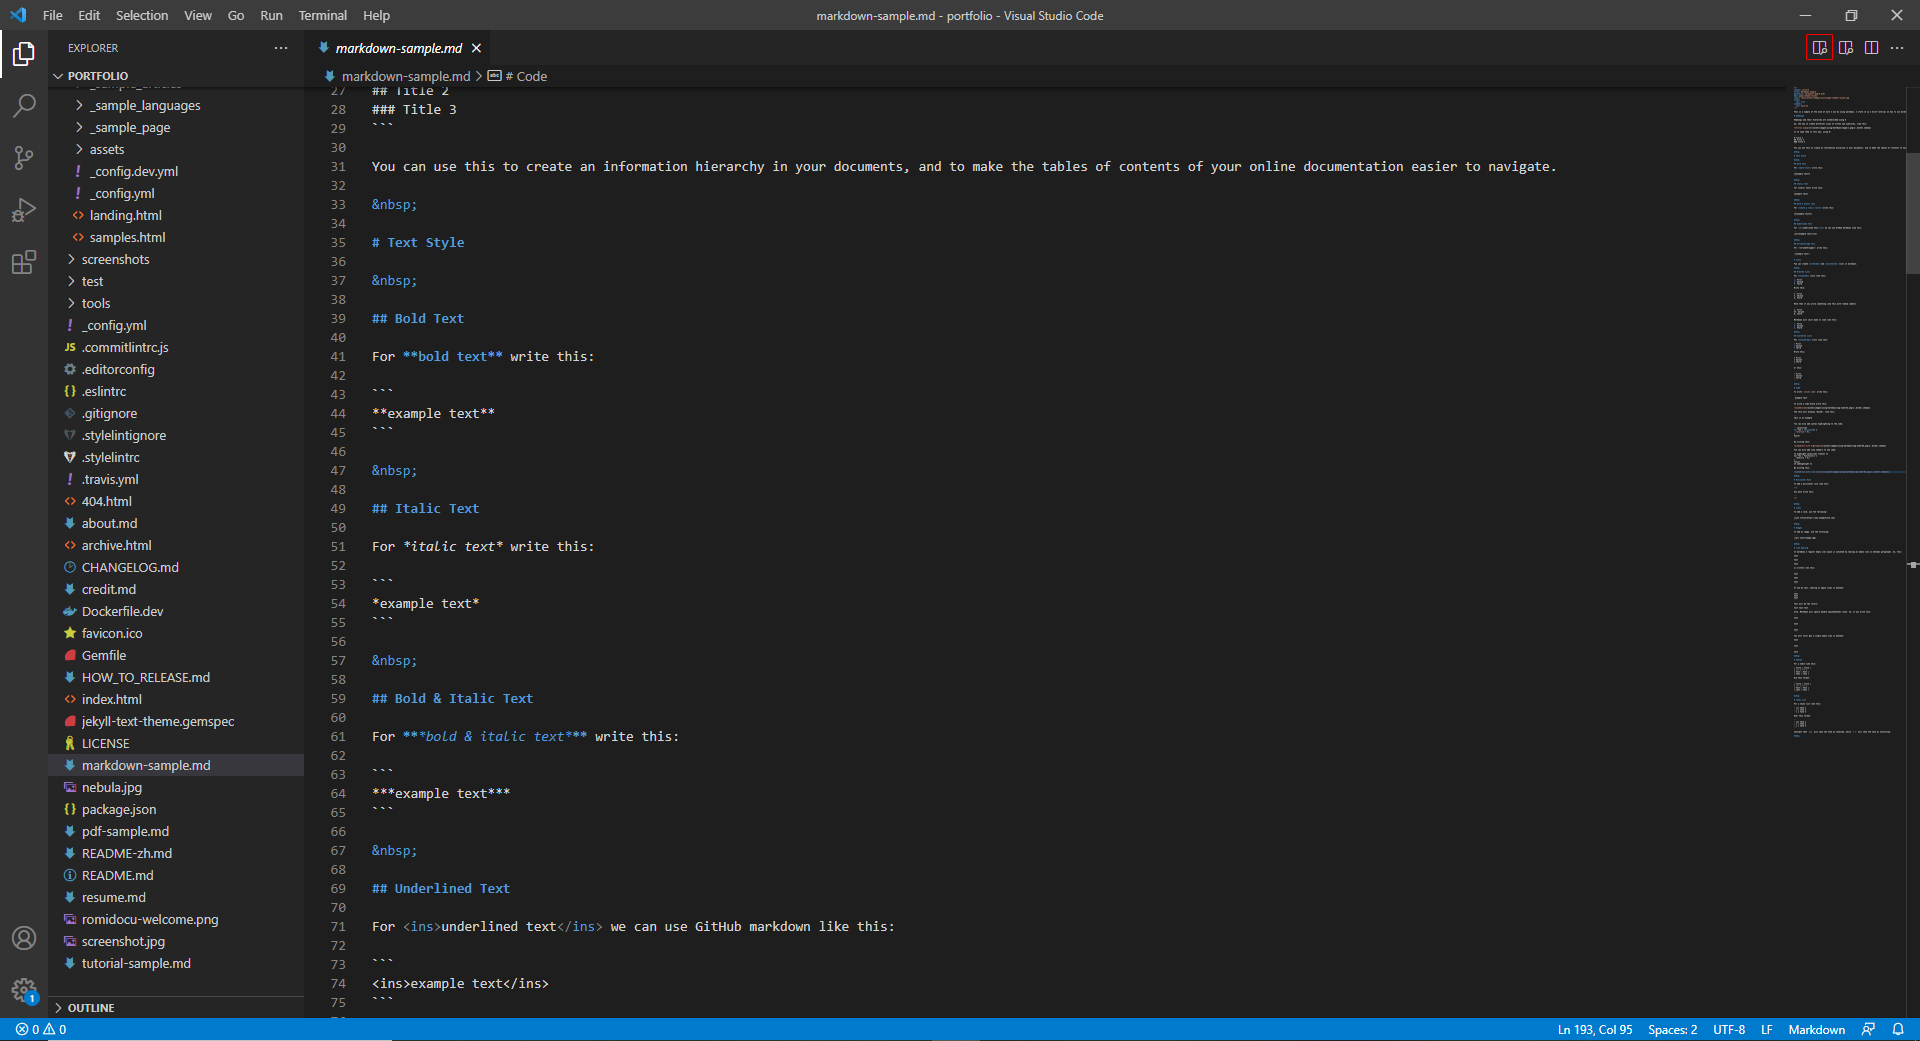 File Edit Selection View Go Run Terminal Help
markdown-sample.md - portfolio - Visual Studio Code
EXPLORER
PORTFOLIO
_sample_languages
_sample_page
assets
_config.dev.yml
_config.yml
landing.html
samples.html
screenshots
test
tools
_config.yml
.commitlintrc.js
.editorconfig
.eslintrc
.gitignore
.stylelintignore
.stylelintrc
.travis.yml
404.html
about.md
archive.html
CHANGELOG.md
credit.md
Dockerfile.dev
favicon.ico
Gemfile
HOW_TO_RELEASE.md
index.html
jekyll-text-theme.gemspec
LICENSE
markdown-sample.md
nebula.jpg
package.json
pdf-sample.md
README-zh.md
README.md
resume.md
romidocu-welcome.png
screenshot.jpg
tutorial-sample.md
OUTLINE
markdown-sample.md
markdown-sample.md > # Code
27 ## Title 2
28 ### Title 3
29 ```
30
31 You can use this to create an information hierarchy in your documents, and to make the tables of contents of your online documentation easier to navigate.
32
33 &nbsp;
34
35 # Text Style
36
37 &nbsp;
38
39 ## Bold Text
40
41 For **bold text** write this:
42
43 ```
44 **example text**
45 ```
46
47 &nbsp;
48
49 ## Italic Text
50
51 For *italic text* write this:
52
53 ```
54 *example text*
55 ```
56
57 &nbsp;
58
59 ## Bold & Italic Text
60
61 For ***bold & italic text*** write this:
62
63 ```
64 ***example text***
65 ```
66
67 &nbsp;
68
69 ## Underlined Text
70
71 For <ins>underlined text</ins> we can use GitHub markdown like this:
72
73 ```
74 <ins>example text</ins>
75 ```
1
0 0
Ln 193, Col 95 Spaces: 2 UTF-8 LF Markdown